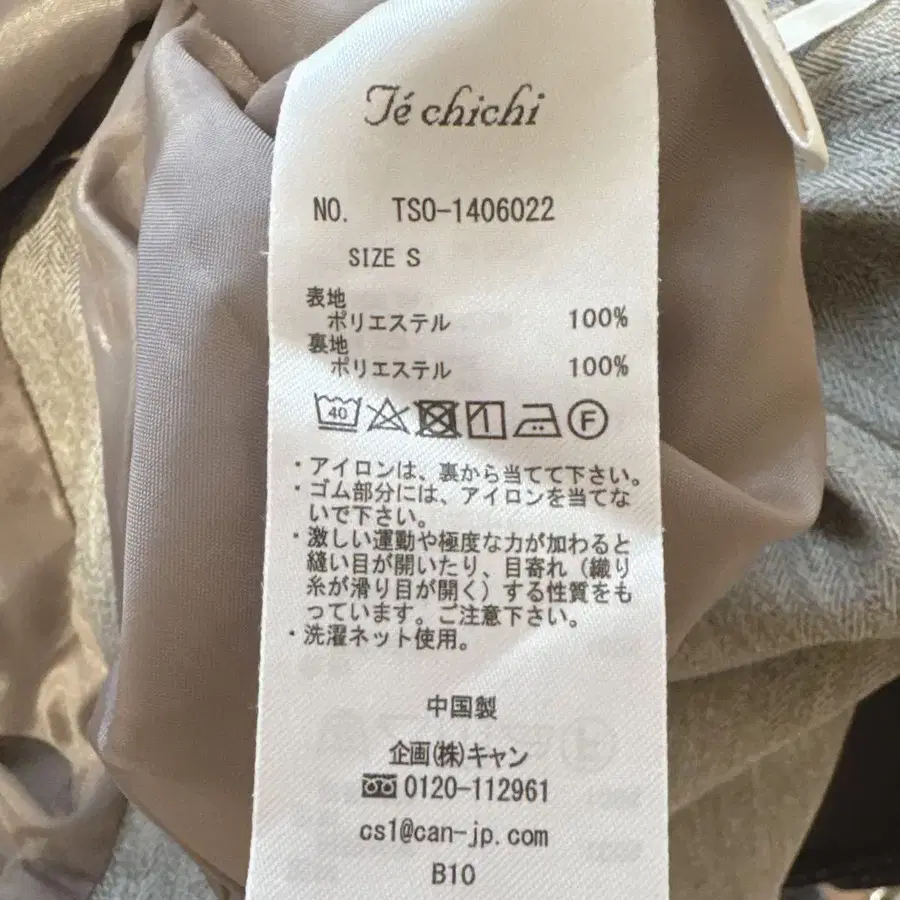 Té chichi
NO. TSO-1406022
SIZE S
表地
ポリエステル 100%
裏地
ポリエステル 100%
40 F
・アイロンは、裏から当てて下さい。
・ゴム部分には、アイロンを当てな
いで下さい。
・激しい運動や極度な力が加わると
縫い目が開いたり、目寄れ（織り
糸が滑り目が開く）する性質をも
っています。ご注意下さい。
・洗濯ネット使用。
中国製
企画(株)キャン
0120-112961
cs1@can-jp.com
B10